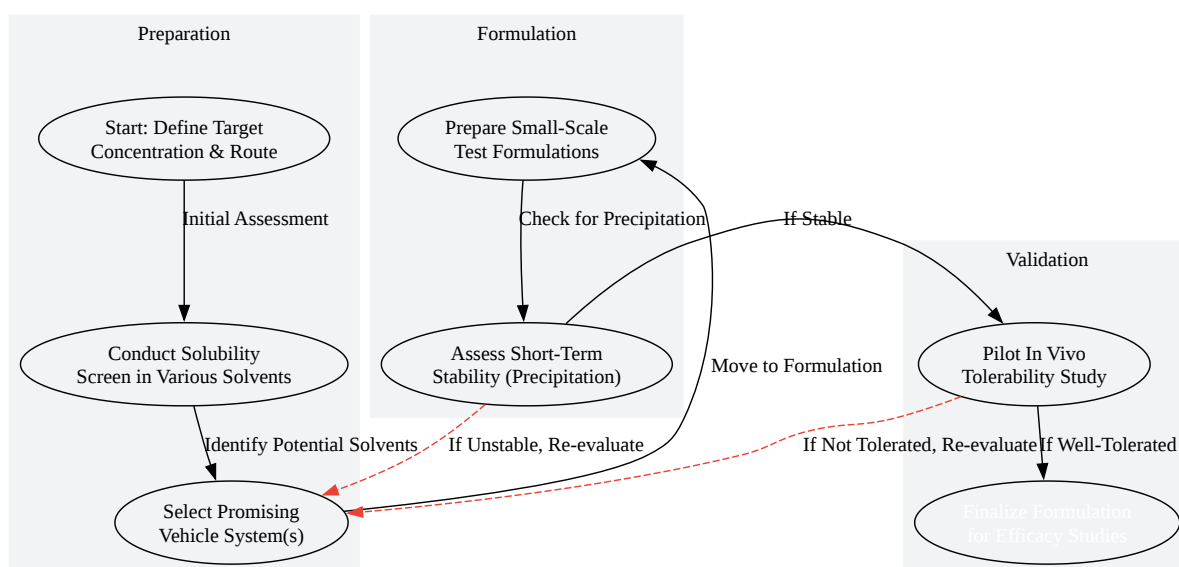 Preparation
Start: Define Target
Concentration & Route
Initial Assessment
Conduct Solubility
Screen in Various Solvents
Identify Potential Solvents
Select Promising
Vehicle System(s)
Move to Formulation
Formulation
Prepare Small-Scale
Test Formulations
Check for Precipitation
Assess Short-Term
Stability (Precipitation)
If Unstable, Re-evaluate
If Stable
Validation
Pilot In Vivo
Tolerability Study
If Not Tolerated, Re-evaluate
If Well-Tolerated
Finalize Formulation
for Efficacy Studies